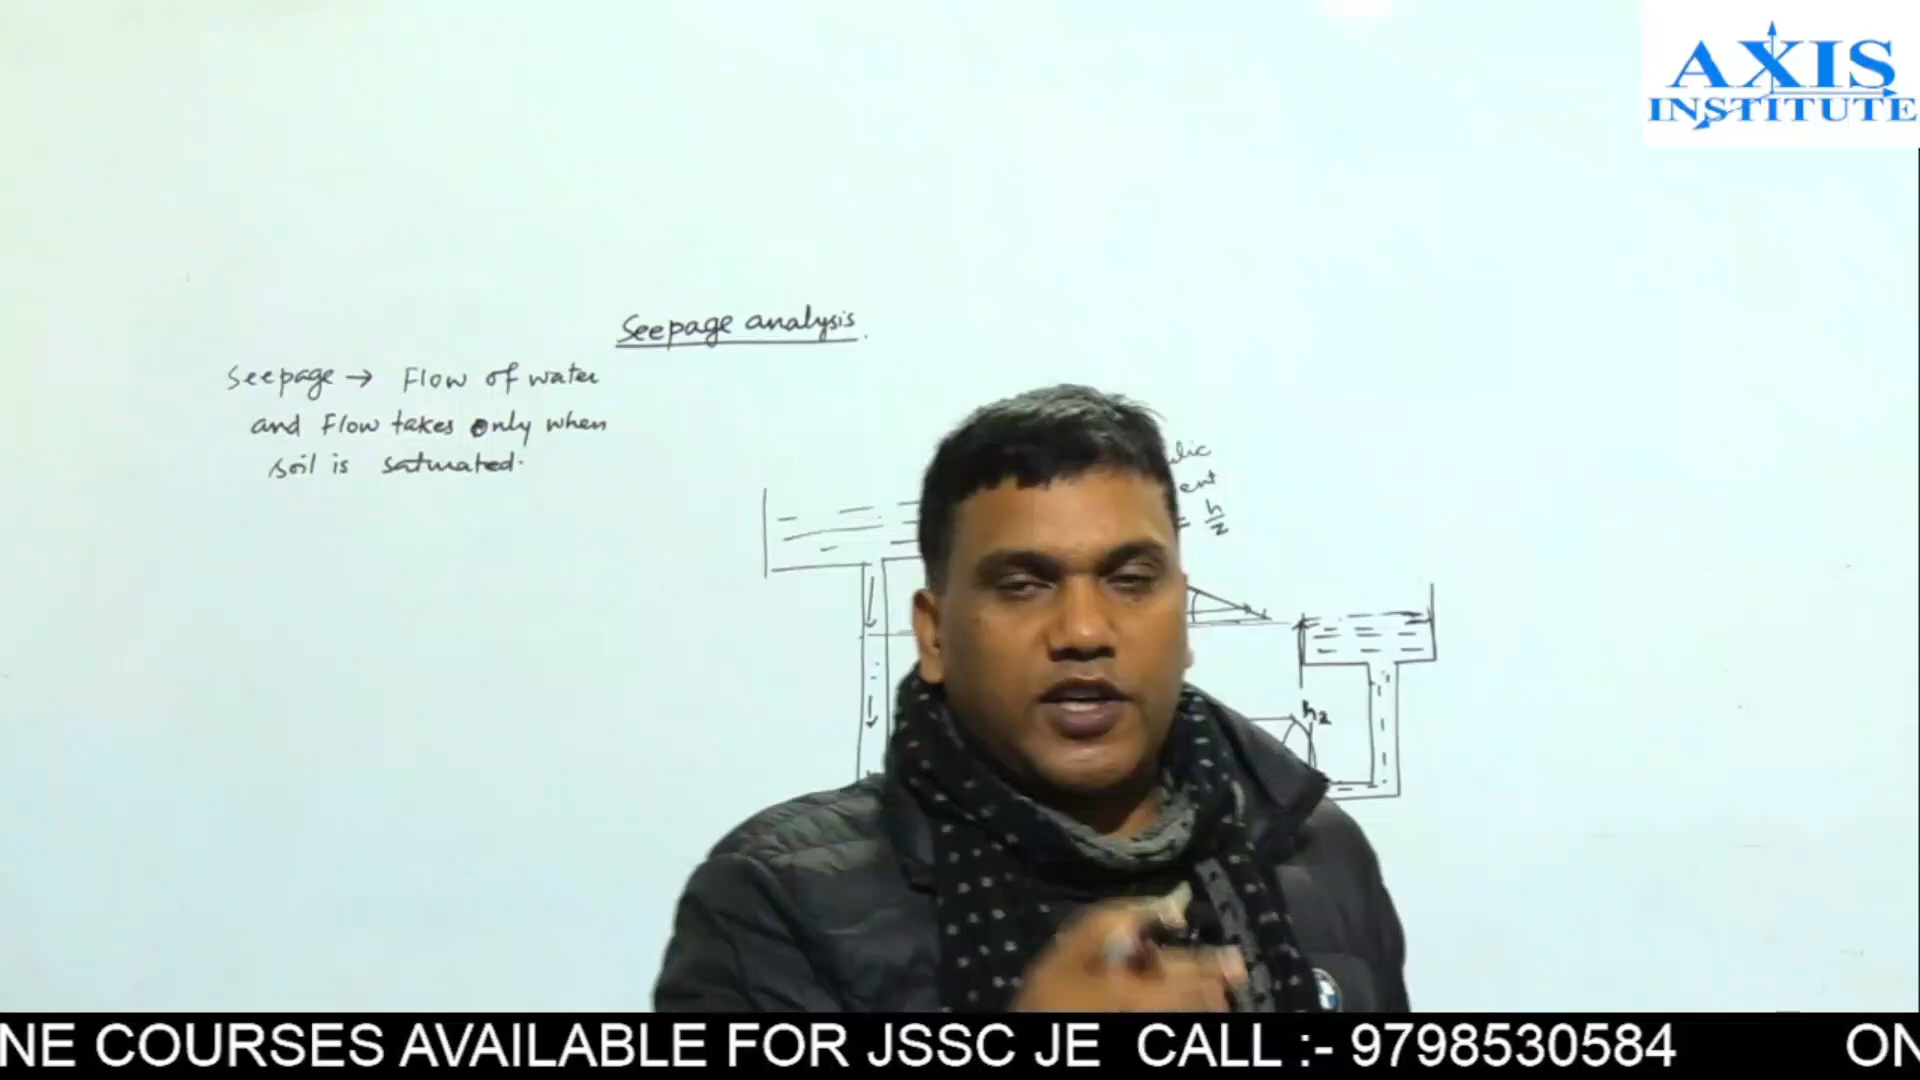 AXIS
INSTITUTE
Seepage analysis.
Seepage → Flow of water
and Flow takes only when
soil is saturated.
= h/z
h2
NE COURSES AVAILABLE FOR JSSC JE CALL :- 9798530584 ON